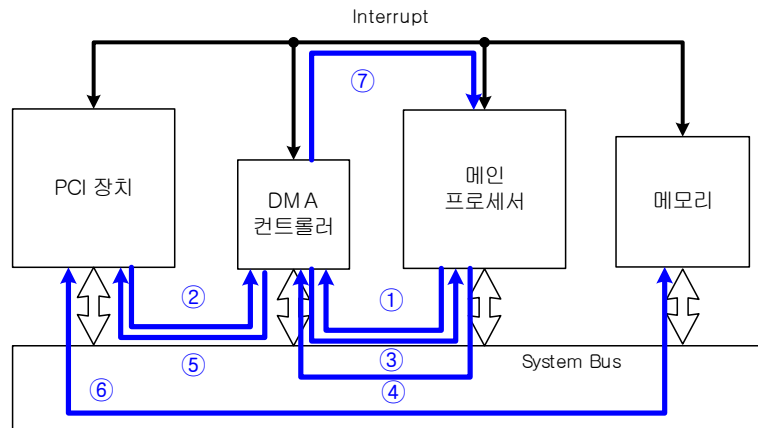 Interrupt
⑦
PCI 장치
DMA
컨트롤러
메인
프로세서
메모리
②
①
⑤
③
System Bus
⑥
④